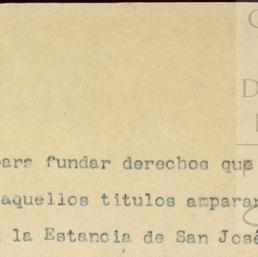 para fundar derechos que
aquellos títulos amparan
la Estancia de San José